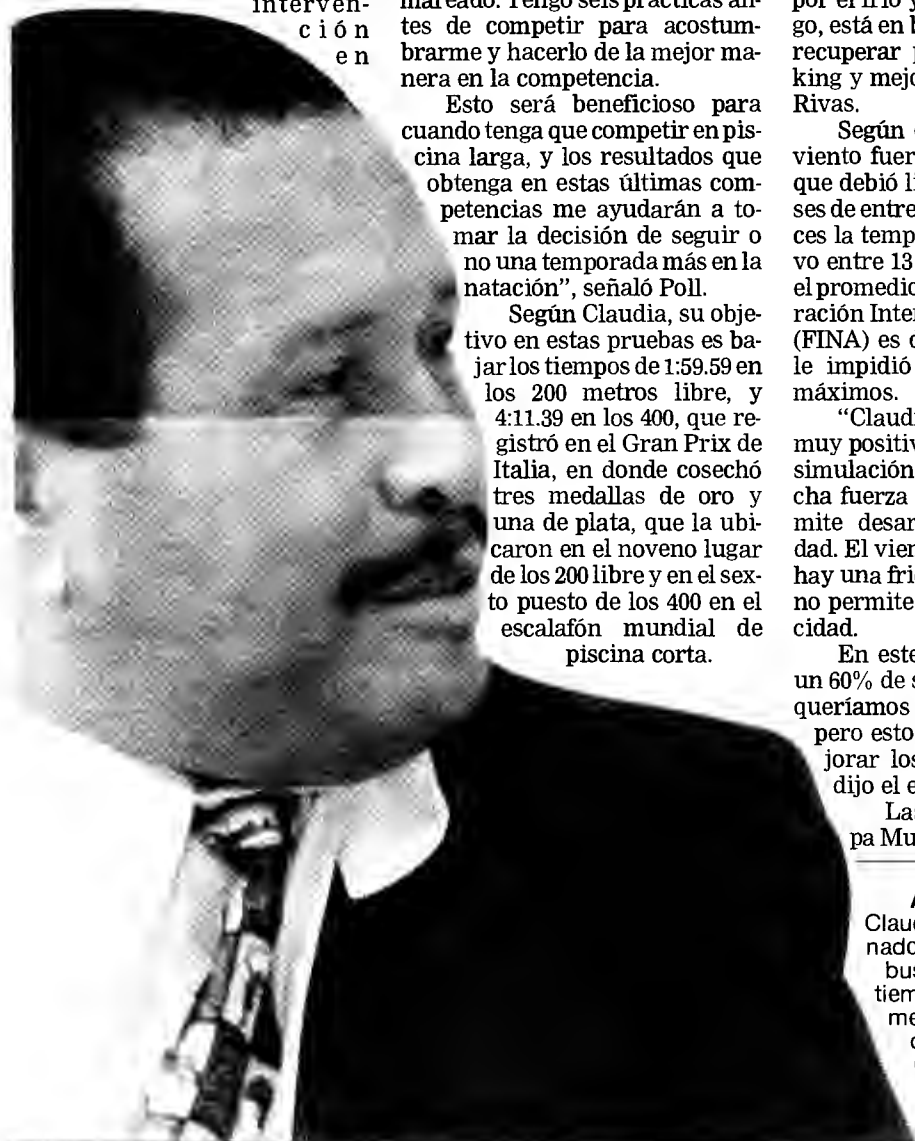 interven-
ción
en
mareado. Tengo seis prácticas an-
tes de competir para acostum-
brarme y hacerlo de la mejor ma-
nera en la competencia.
Esto será beneficioso para
cuando tenga que competir en pis-
cina larga, y los resultados que
obtenga en estas últimas com-
petencias me ayudarán a to-
mar la decisión de seguir o
no una temporada más en la
natación”, señaló Poll.
Según Claudia, su obje-
tivo en estas pruebas es ba-
jar los tiempos de 1:59.59 en
los 200 metros libre, y
4:11.39 en los 400, que re-
gistró en el Gran Prix de
Italia, en donde cosechó
tres medallas de oro y
una de plata, que la ubi-
caron en el noveno lugar
de los 200 libre y en el sex-
to puesto de los 400 en el
escalafón mundial de
piscina corta.
por el frío y
go, está en
recuperar
king y mejo
Rivas.
Según
viento fuer
que debió li
ses de entre
ces la temp
vo entre 13
el promedio
ración Inter
(FINA) es
le impidió
máximos.
“Claudi
muy positiv
simulación
cha fuerza
mite desar
dad. El vien
hay una fri
no permite
cidad.
En este
un 60% de
queríamos
pero esto
jorar los
dijo el e
La
pa Mu
Clau
nado
bus
tiem
me